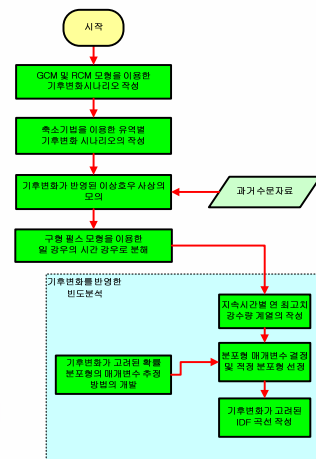 시작
GCM 및 RCM 모형을 이용한
기후변화시나리오 작성
축소기법을 이용한 유역별
기후변화 시나리오의 작성
기후변화가 반영된 이상호우 사상의
모의
과거수문자료
구형 펄스 모형을 이용한
일 강우의 시간 강우로 분해
기후변화를 반영한
빈도분석
지속시간별 연 최고치
강수량 계열의 작성
기후변화가 고려된 확률
분포형의 매개변수 추정
방법의 개발
분포형 매개변수 결정
및 적정 분포형 선정
기후변화가 고려된
IDF 곡선 작성